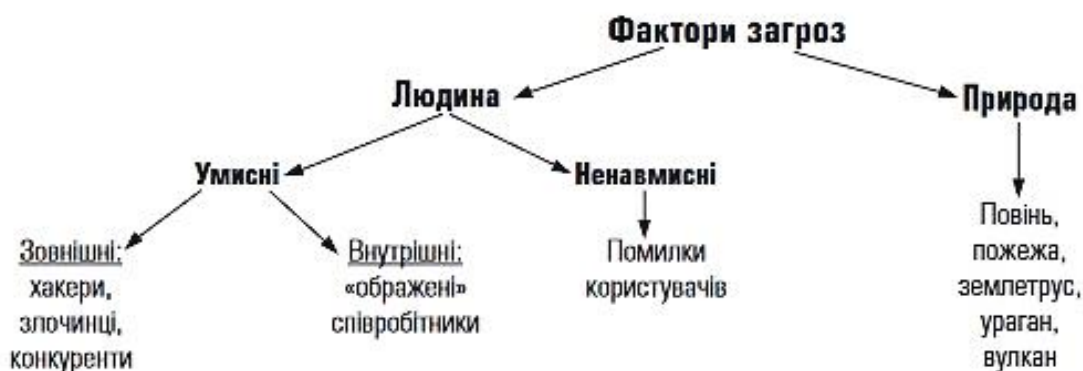 Фактори загроз
Людина
Природа
Умисні
Ненавмисні
Зовнішні:
хакери,
злочинці,
конкуренти
Внутрішні:
«ображені»
співробітники
Помилки
користувачів
Повінь,
пожежа,
землетрус,
ураган,
вулкан